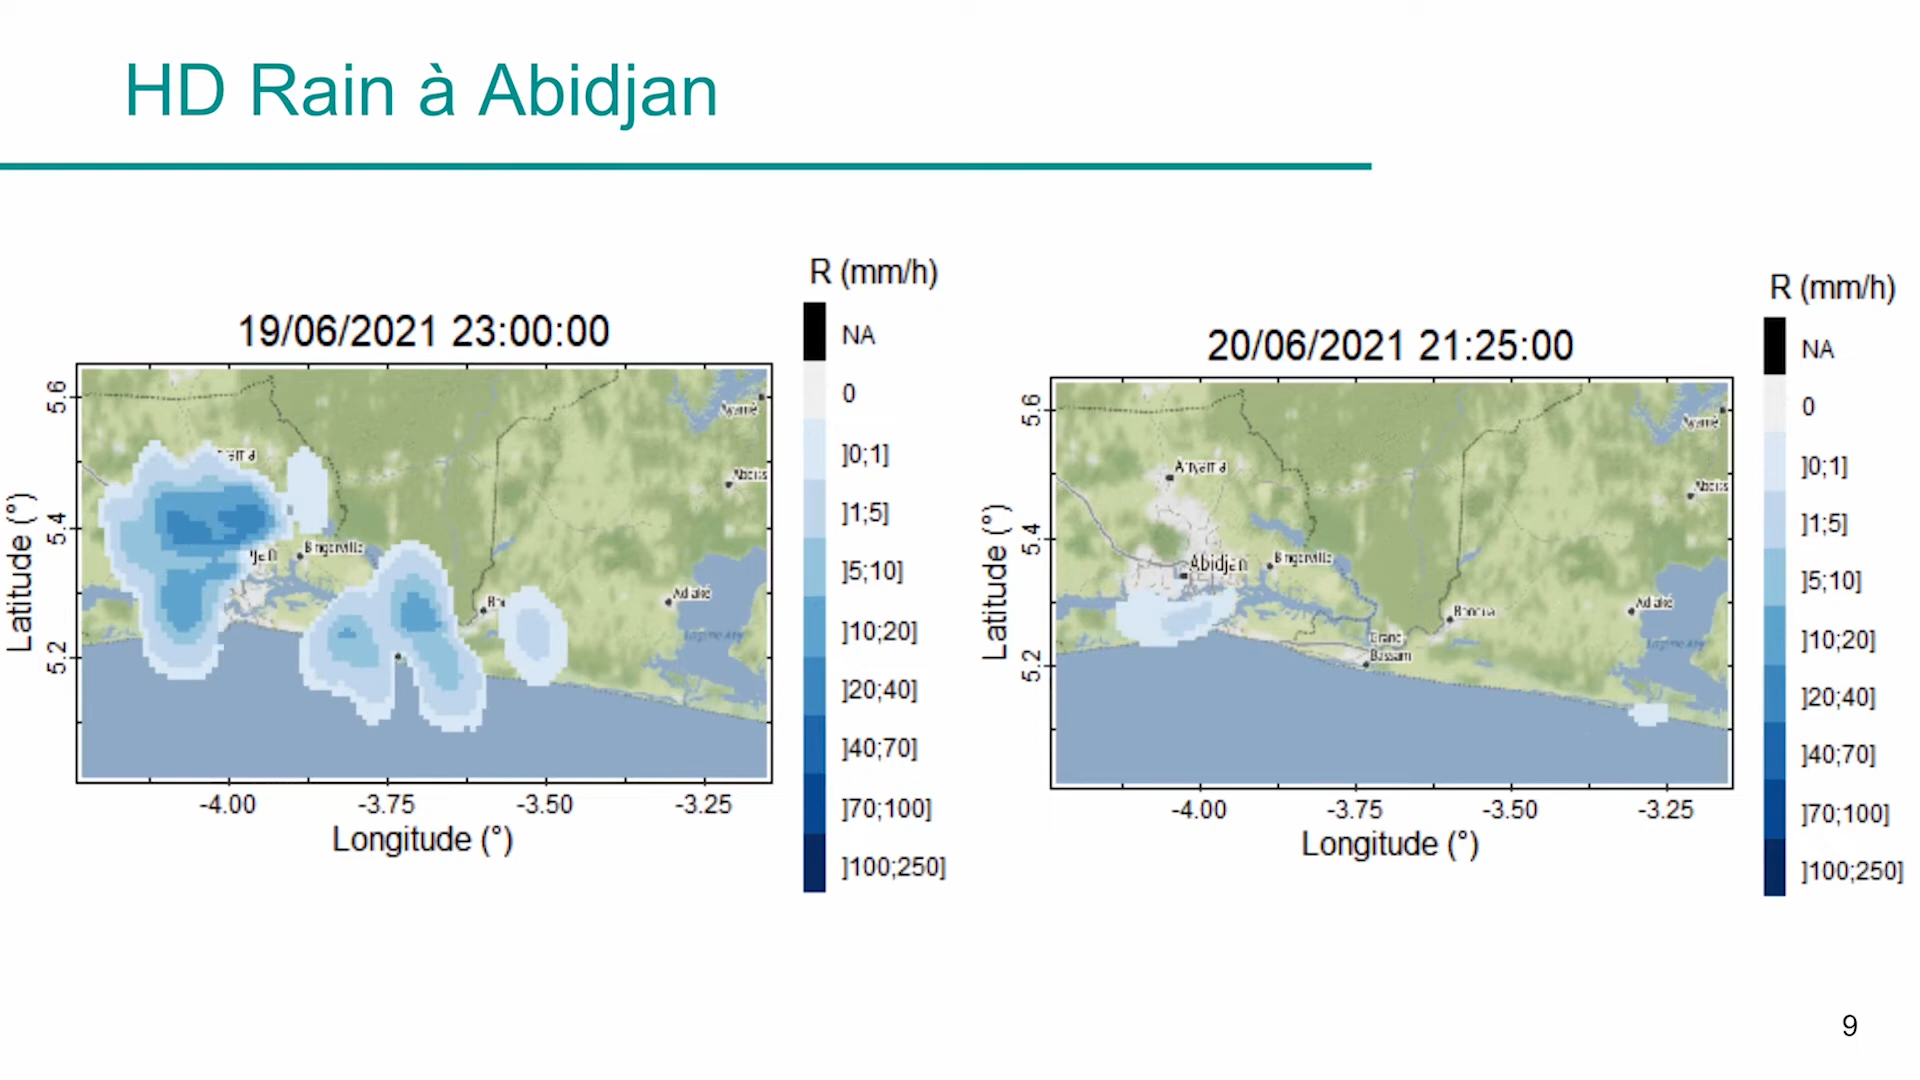 HD Rain à Abidjan
19/06/2021 23:00:00
R (mm/h)
NA
0
]0;1]
]1;5]
]5;10]
]10;20]
]20;40]
]40;70]
]70;100]
]100;250]
Latitude (°)
5.6
5.4
5.2
Bingerville
Adiaké
-4.00
-3.75
-3.50
-3.25
Longitude (°)
20/06/2021 21:25:00
R (mm/h)
NA
0
]0;1]
]1;5]
]5;10]
]10;20]
]20;40]
]40;70]
]70;100]
]100;250]
Latitude (°)
5.6
5.4
5.2
Anyama
Abidjan
Bingerville
Bonoua
Adiaké
Grand
Bassam
-4.00
-3.75
-3.50
-3.25
Longitude (°)
9